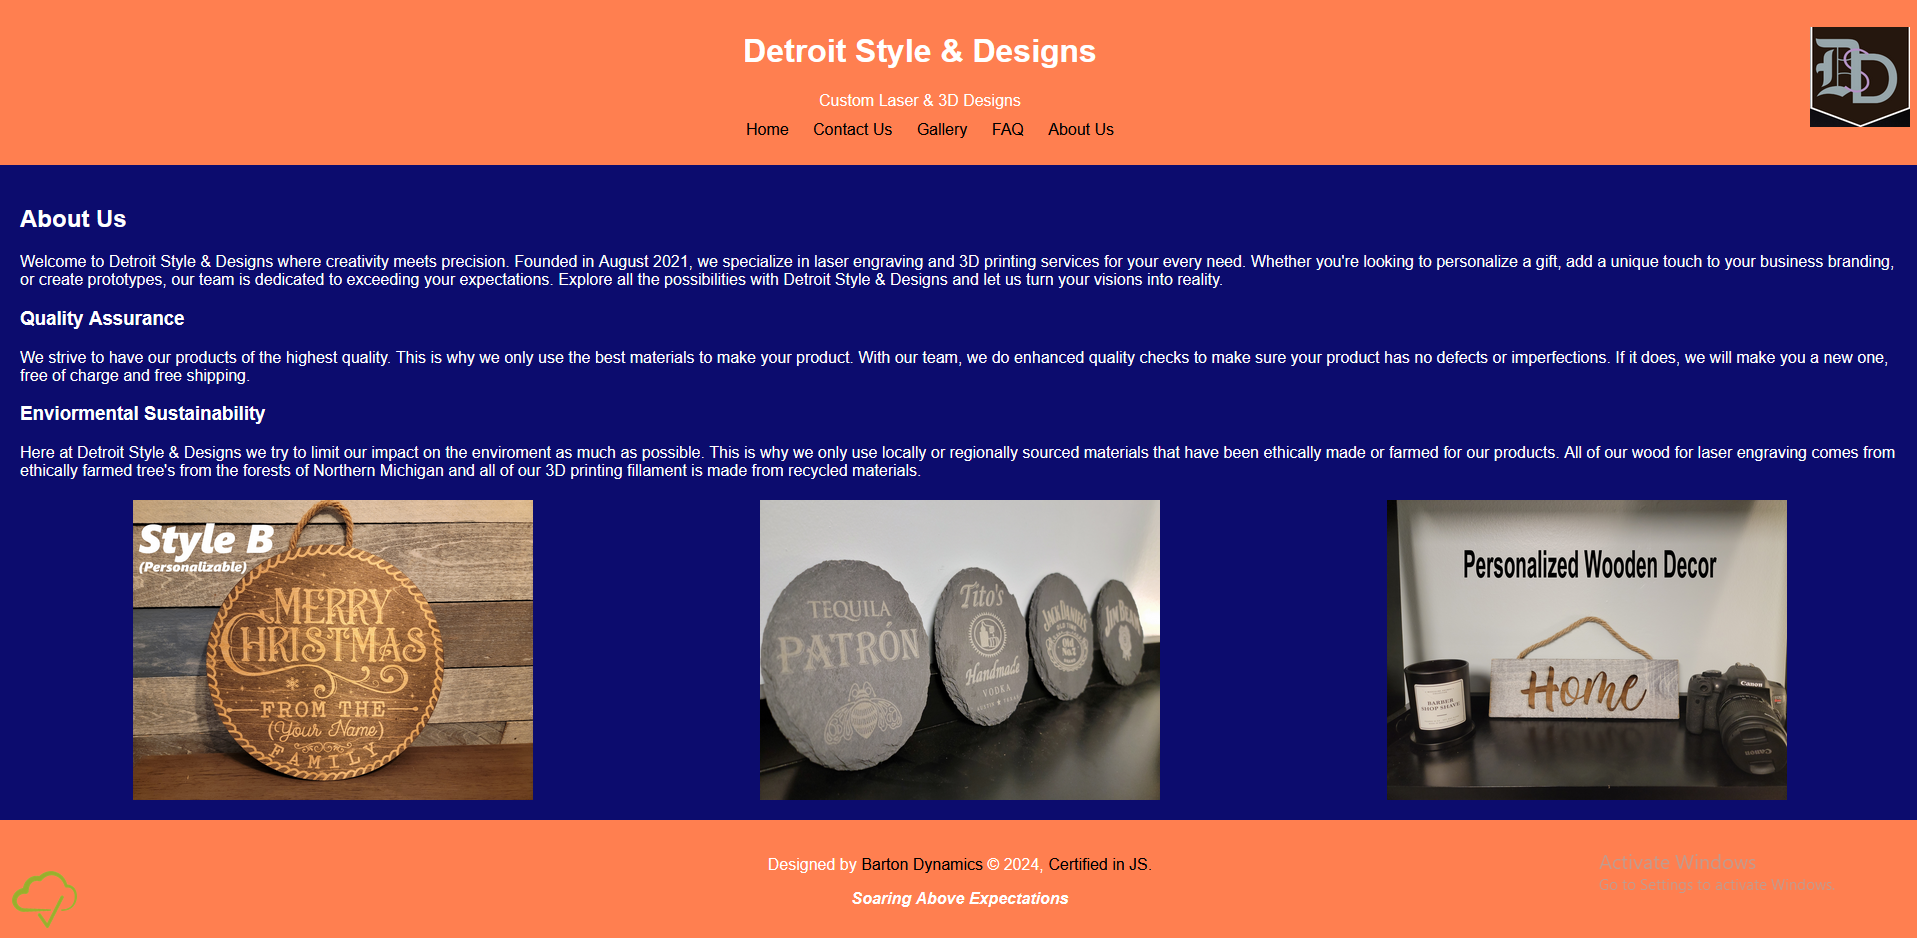 Detroit Style & Designs
Custom Laser & 3D Designs
Home Contact Us Gallery FAQ About Us
DSD
About Us
Welcome to Detroit Style & Designs where creativity meets precision. Founded in August 2021, we specialize in laser engraving and 3D printing services for your every need. Whether you're looking to personalize a gift, add a unique touch to your business branding,
or create prototypes, our team is dedicated to exceeding your expectations. Explore all the possibilities with Detroit Style & Designs and let us turn your visions into reality.
Quality Assurance
We strive to have our products of the highest quality. This is why we only use the best materials to make your product. With our team, we do enhanced quality checks to make sure your product has no defects or imperfections. If it does, we will make you a new one,
free of charge and free shipping.
Enviormental Sustainability
Here at Detroit Style & Designs we try to limit our impact on the enviroment as much as possible. This is why we only use locally or regionally sourced materials that have been ethically made or farmed for our products. All of our wood for laser engraving comes from
ethically farmed tree's from the forests of Northern Michigan and all of our 3D printing fillament is made from recycled materials.
Style B
(Personalizable)
MERRY
CHRISTMAS
FROM THE
(Your Name)
FAMILY
TEQUILA
PATRÓN
Tito's
Handmade
VODKA
JACK DANIEL'S
OLD TIME
Old
No.7
JIM BEAM
Personalized Wooden Decor
BARBER
SHOP SHAVE
Home
Canon
Canon
Designed by Barton Dynamics © 2024, Certified in JS.
Soaring Above Expectations
Activate Windows
Go to Settings to activate Windows.